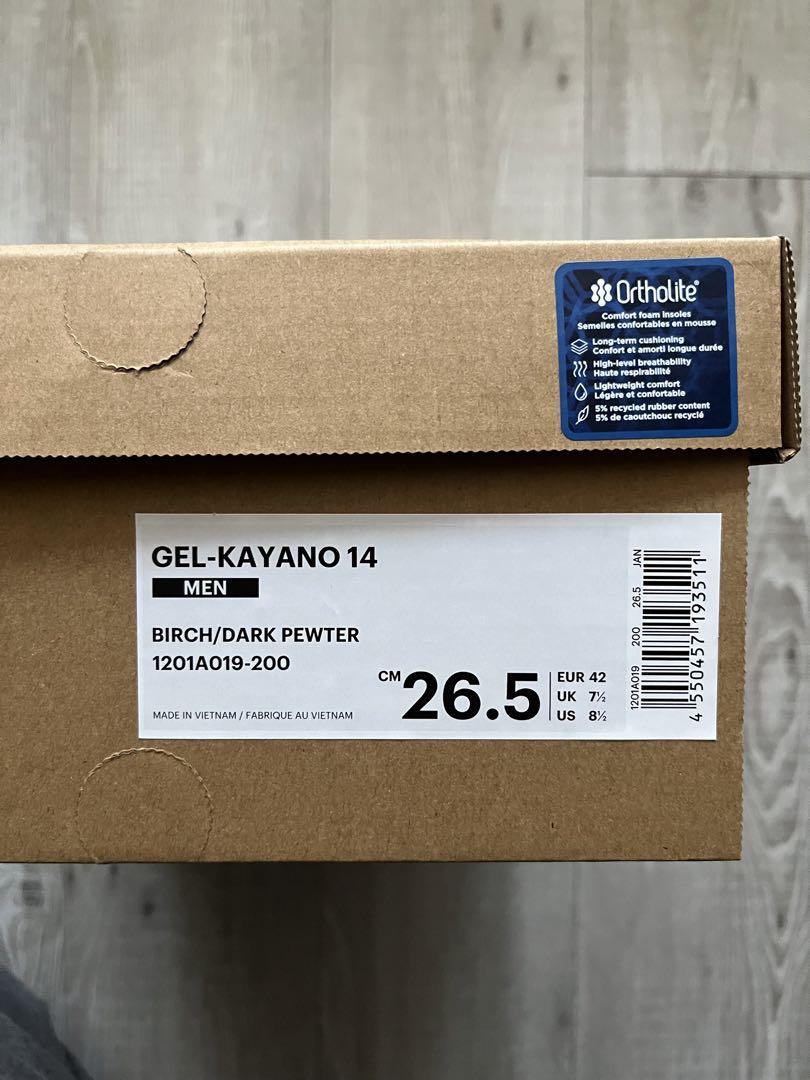 Ortholite®
Comfort foam insoles
Semelles confortables en mousse
Long-term cushioning
Confort et amorti longue durée
High-level breathability
Haute respirabilité
Lightweight comfort
Légère et confortable
5% recycled rubber content
5% de caoutchouc recyclé
GEL-KAYANO 14
MEN
BIRCH/DARK PEWTER
1201A019-200
MADE IN VIETNAM / FABRIQUE AU VIETNAM
CM 26.5
EUR 42
UK 7½
US 8½
1201A019 200 26.5 JAN
4 550457 193511